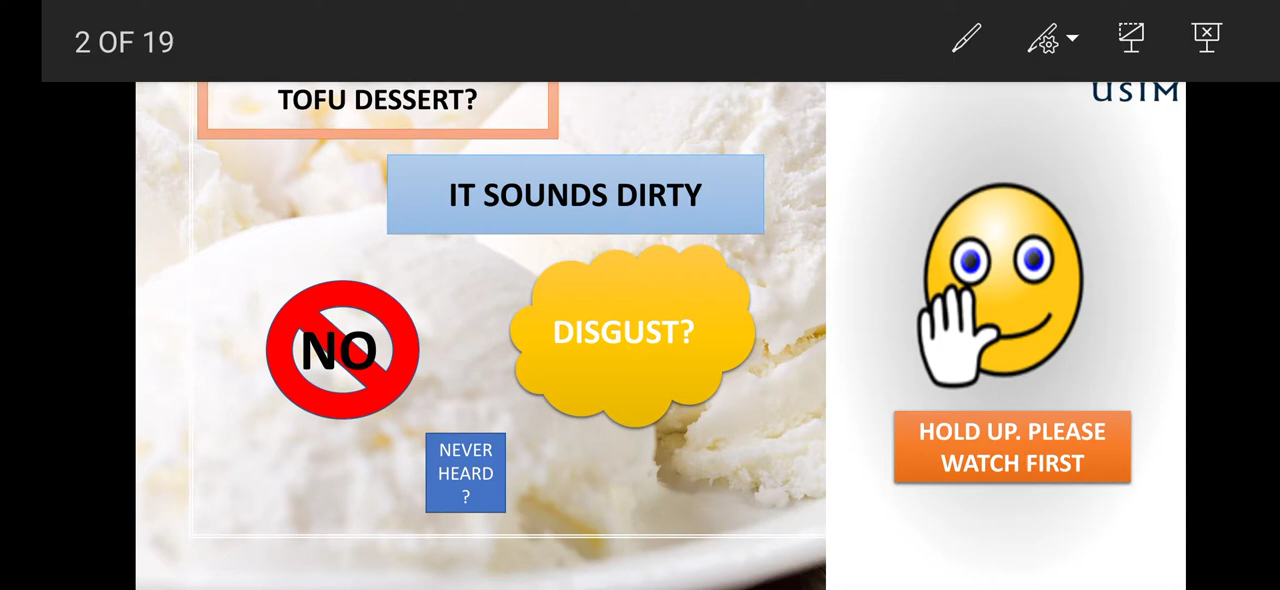 2 OF 19
USIM
TOFU DESSERT?
IT SOUNDS DIRTY
NO
DISGUST?
NEVER
HEARD
?
HOLD UP. PLEASE
WATCH FIRST